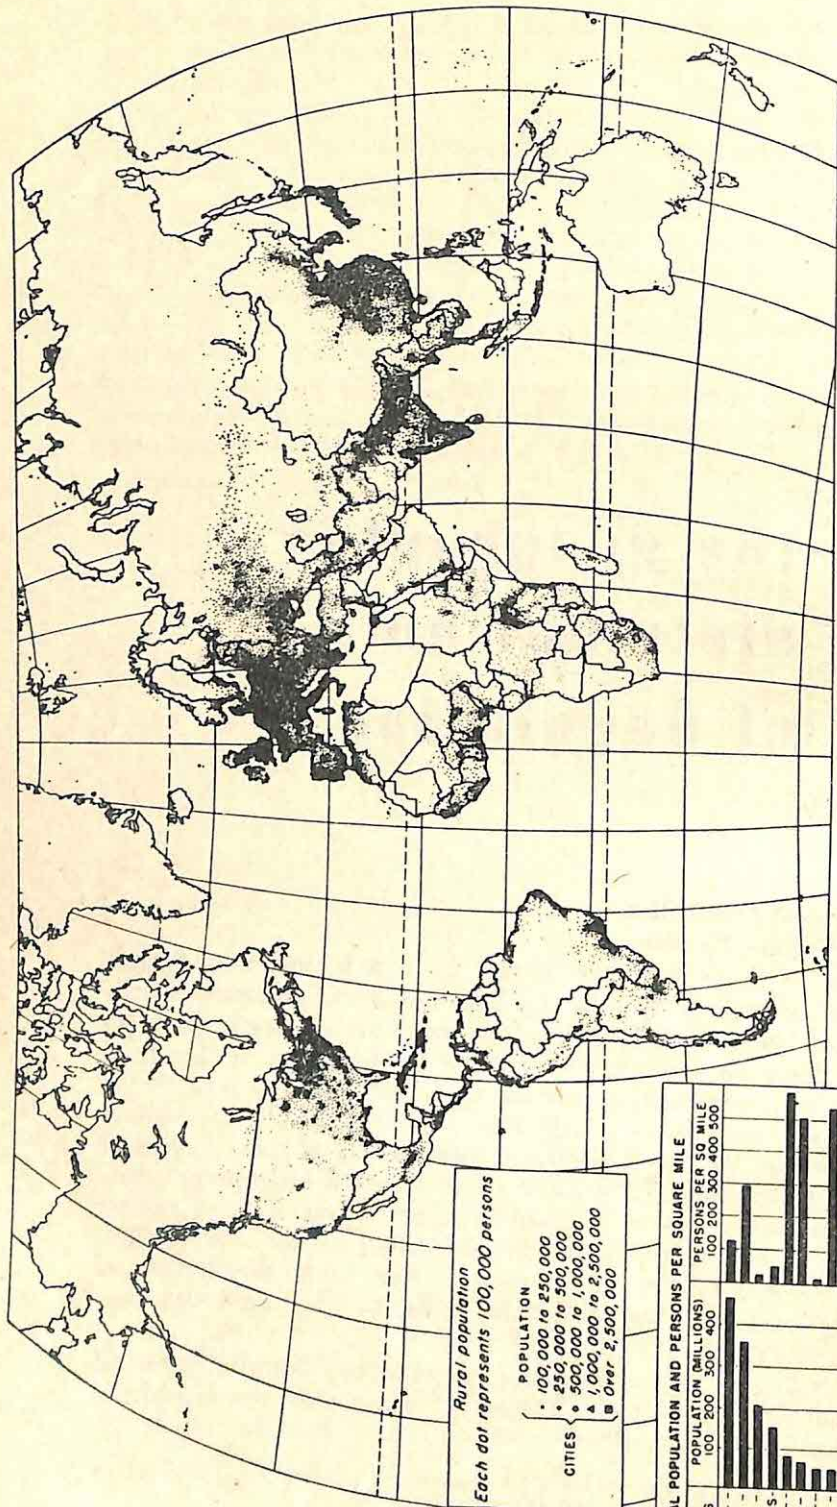 Rural population
Each dot represents 100,000 persons
POPULATION
CITIES
100,000 to 250,000
250,000 to 500,000
500,000 to 1,000,000
1,000,000 to 2,500,000
Over 2,500,000
POPULATION AND PERSONS PER SQUARE MILE
POPULATION (MILLIONS)
100 200 300 400
PERSONS PER SQ MILE
100 200 300 400 500